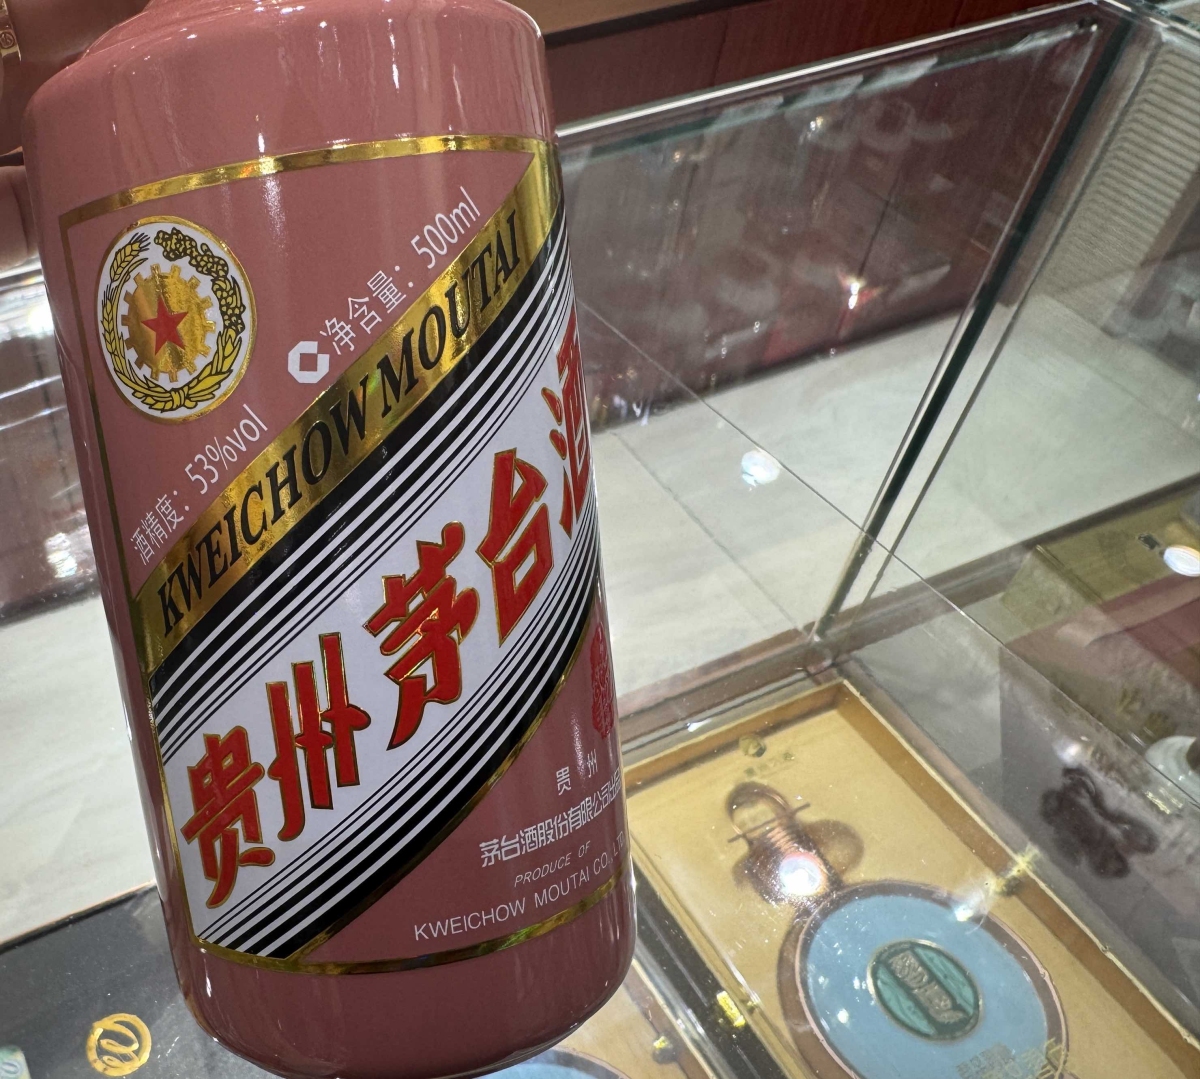 净含量：500ml
酒精度：53%vol
KWEICHOW MOUTAI
贵州茅台酒
贵州
茅台酒股份有限公司出品
PRODUCE OF
KWEICHOW MOUTAI CO., LTD